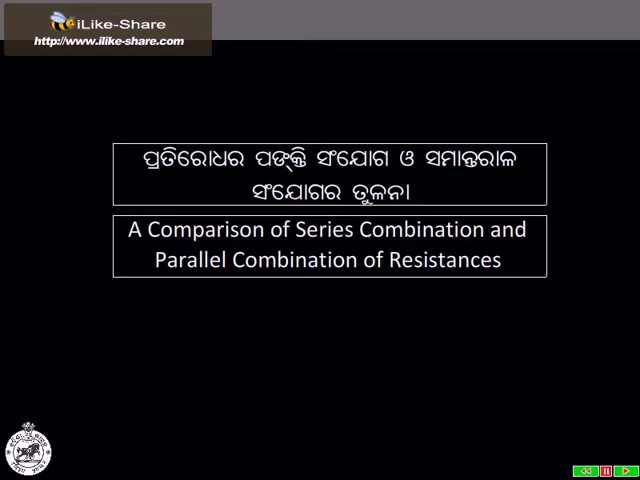 iLike-Share
http://www.ilike-share.com
ପ୍ରତିରୋଧର ପଙ୍‌କ୍ତି ସଂଯୋଗ ଓ ସମାନ୍ତରାଳ
ସଂଯୋଗର ତୁଳନା
A Comparison of Series Combination and
Parallel Combination of Resistances